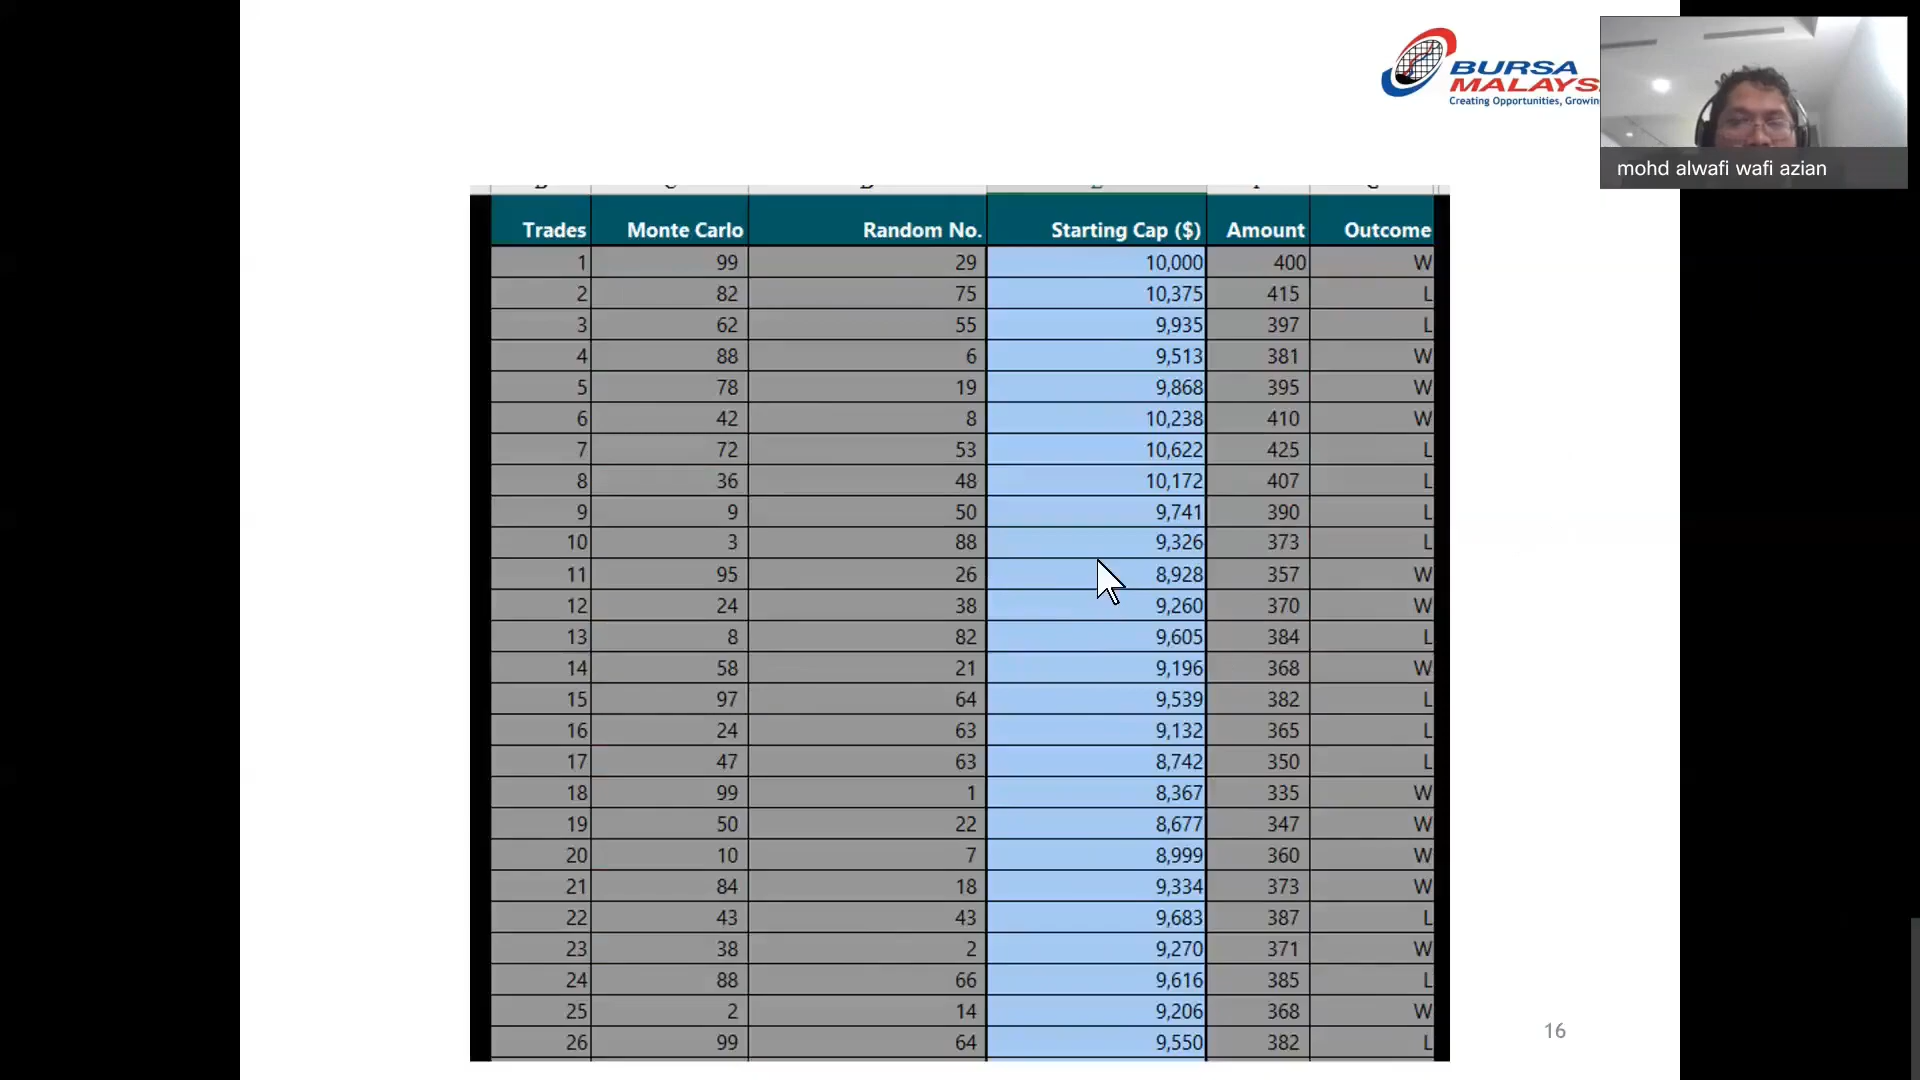 BURSA
MALAYS
Creating Opportunities, Growin
mohd alwafi wafi azian
Trades Monte Carlo Random No. Starting Cap ($) Amount Outcome
1 99 29 10,000 400 W
2 82 75 10,375 415 L
3 62 55 9,935 397 L
4 88 6 9,513 381 W
5 78 19 9,868 395 W
6 42 8 10,238 410 W
7 72 53 10,622 425 L
8 36 48 10,172 407 L
9 9 50 9,741 390 L
10 3 88 9,326 373 L
11 95 26 8,928 357 W
12 24 38 9,260 370 W
13 8 82 9,605 384 L
14 58 21 9,196 368 W
15 97 64 9,539 382 L
16 24 63 9,132 365 L
17 47 63 8,742 350 L
18 99 1 8,367 335 W
19 50 22 8,677 347 W
20 10 7 8,999 360 W
21 84 18 9,334 373 W
22 43 43 9,683 387 L
23 38 2 9,270 371 W
24 88 66 9,616 385 L
25 2 14 9,206 368 W
26 99 64 9,550 382 L
16